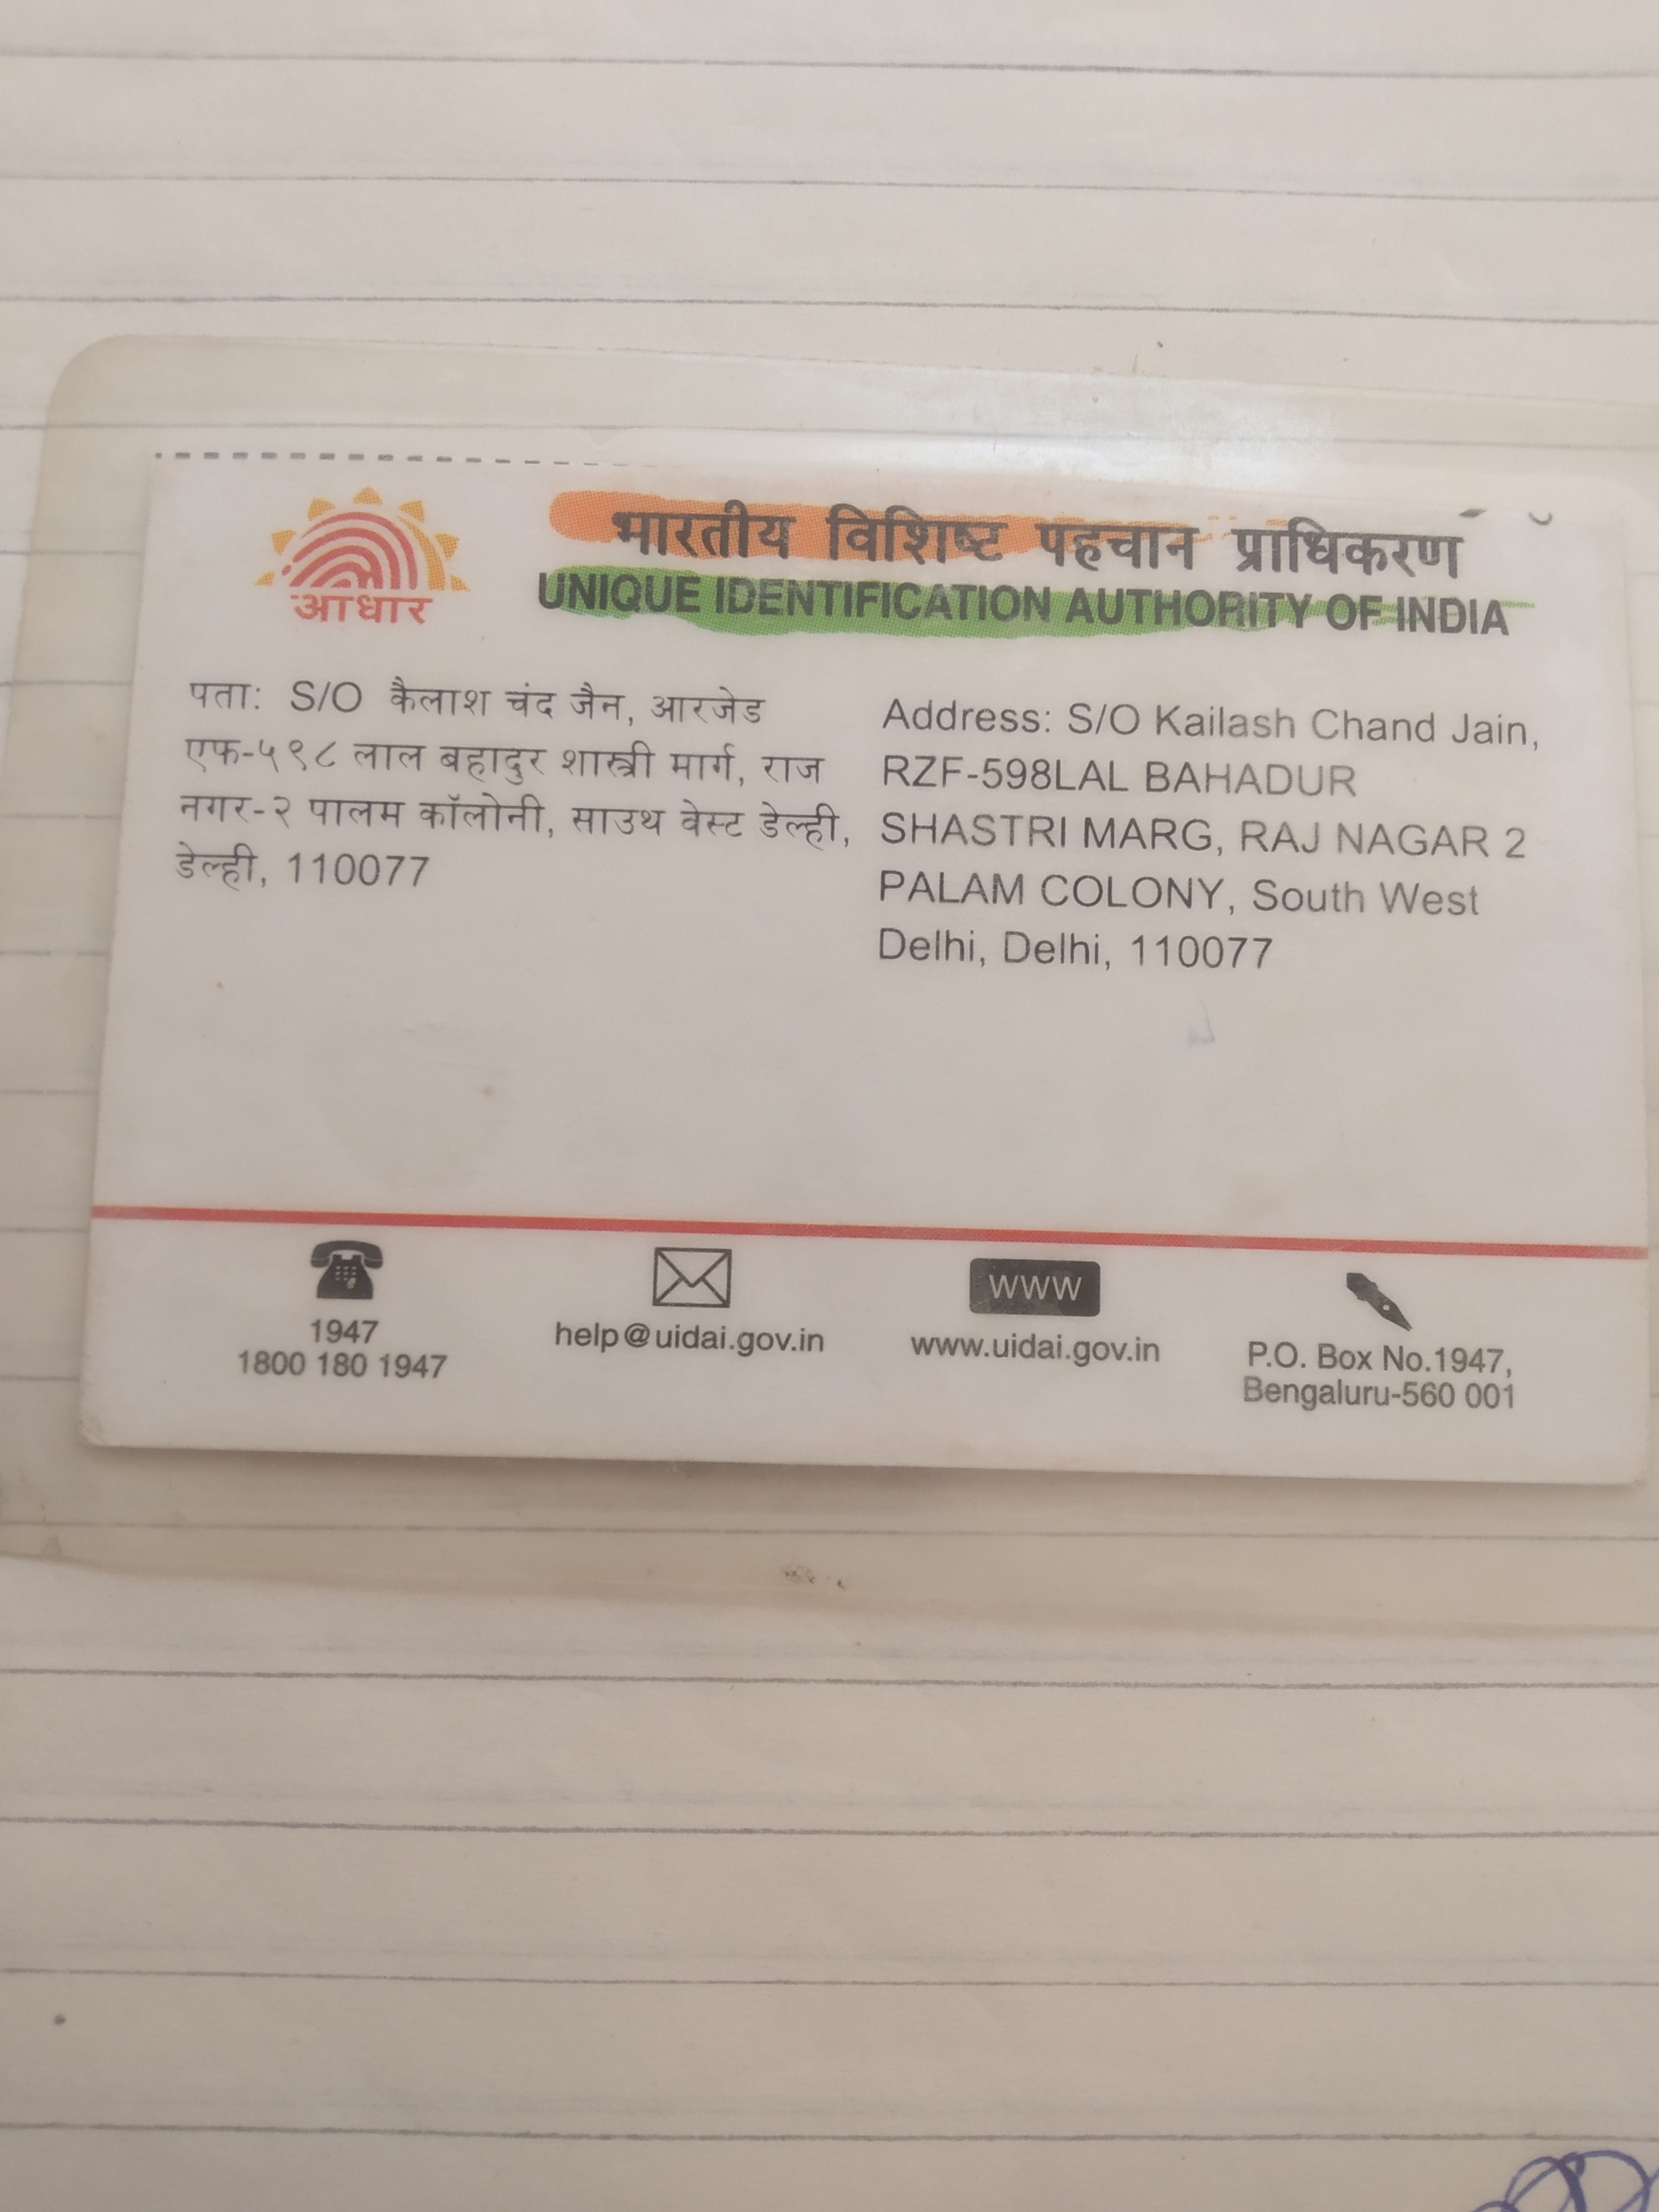 भारतीय विशिष्ट पहचान प्राधिकरण
UNIQUE IDENTIFICATION AUTHORITY OF INDIA
आधार
पता: S/O कैलाश चंद जैन, आरजेड
एफ-५९८ लाल बहादुर शास्त्री मार्ग, राज
नगर-२ पालम कॉलोनी, साउथ वेस्ट डेल्ही,
डेल्ही, 110077
Address: S/O Kailash Chand Jain,
RZF-598LAL BAHADUR
SHASTRI MARG, RAJ NAGAR 2
PALAM COLONY, South West
Delhi, Delhi, 110077
1947
1800 180 1947
help@uidai.gov.in
WWW
www.uidai.gov.in
P.O. Box No.1947,
Bengaluru-560 001